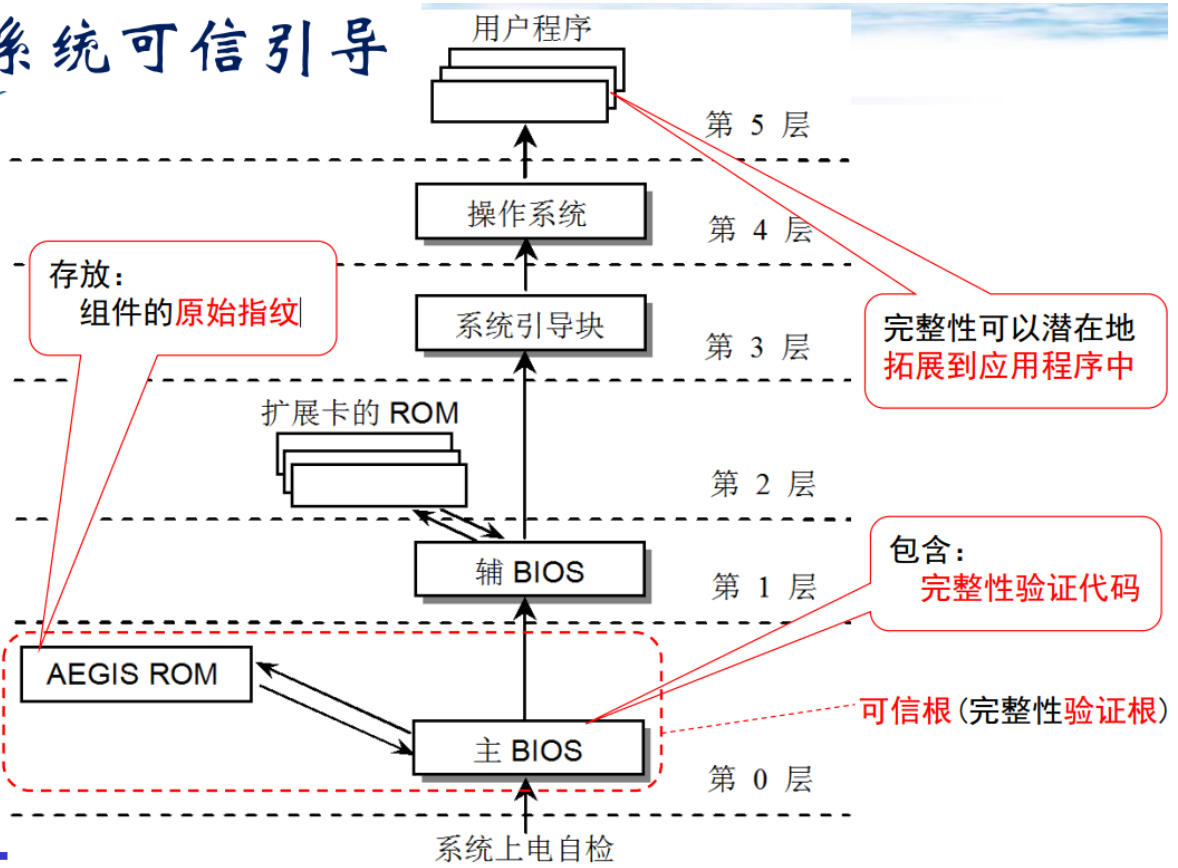 系统可信引导
用户程序
第 5 层
操作系统
第 4 层
存放:
组件的原始指纹
系统引导块
第 3 层
完整性可以潜在地
拓展到应用程序中
扩展卡的 ROM
第 2 层
辅 BIOS
第 1 层
包含:
完整性验证代码
AEGIS ROM
可信根(完整性验证根)
主 BIOS
第 0 层
系统上电自检